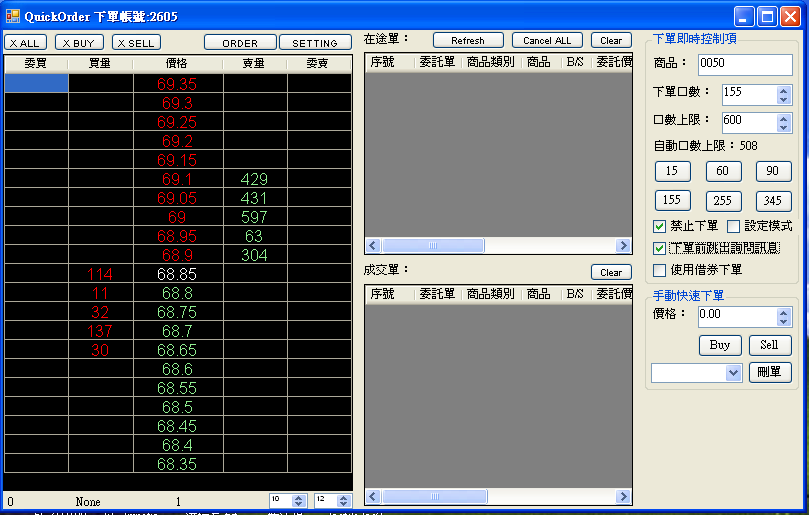 QuickOrder 下單帳號:2605
X ALL X BUY X SELL ORDER SETTING
委買 買量 價格 賣量 委賣
69.35
69.3
69.25
69.2
69.15
69.1 429
69.05 431
69 597
68.95 63
68.9 304
114 68.85
11 68.8
32 68.75
137 68.7
30 68.65
68.6
68.55
68.5
68.45
68.4
68.35
0 None 1 10 12
在途單： Refresh Cancel ALL Clear
序號 委託單 商品類別 商品 B/S 委託價
成交單： Clear
序號 委託單 商品類別 商品 B/S 委託價
下單即時控制項
商品： 0050
下單口數： 155
口數上限： 600
自動口數上限：508
15 60 90
155 255 345
禁止下單 設定模式
下單前跳出詢問訊息
使用借券下單
手動快速下單
價格： 0.00
Buy Sell
刪單